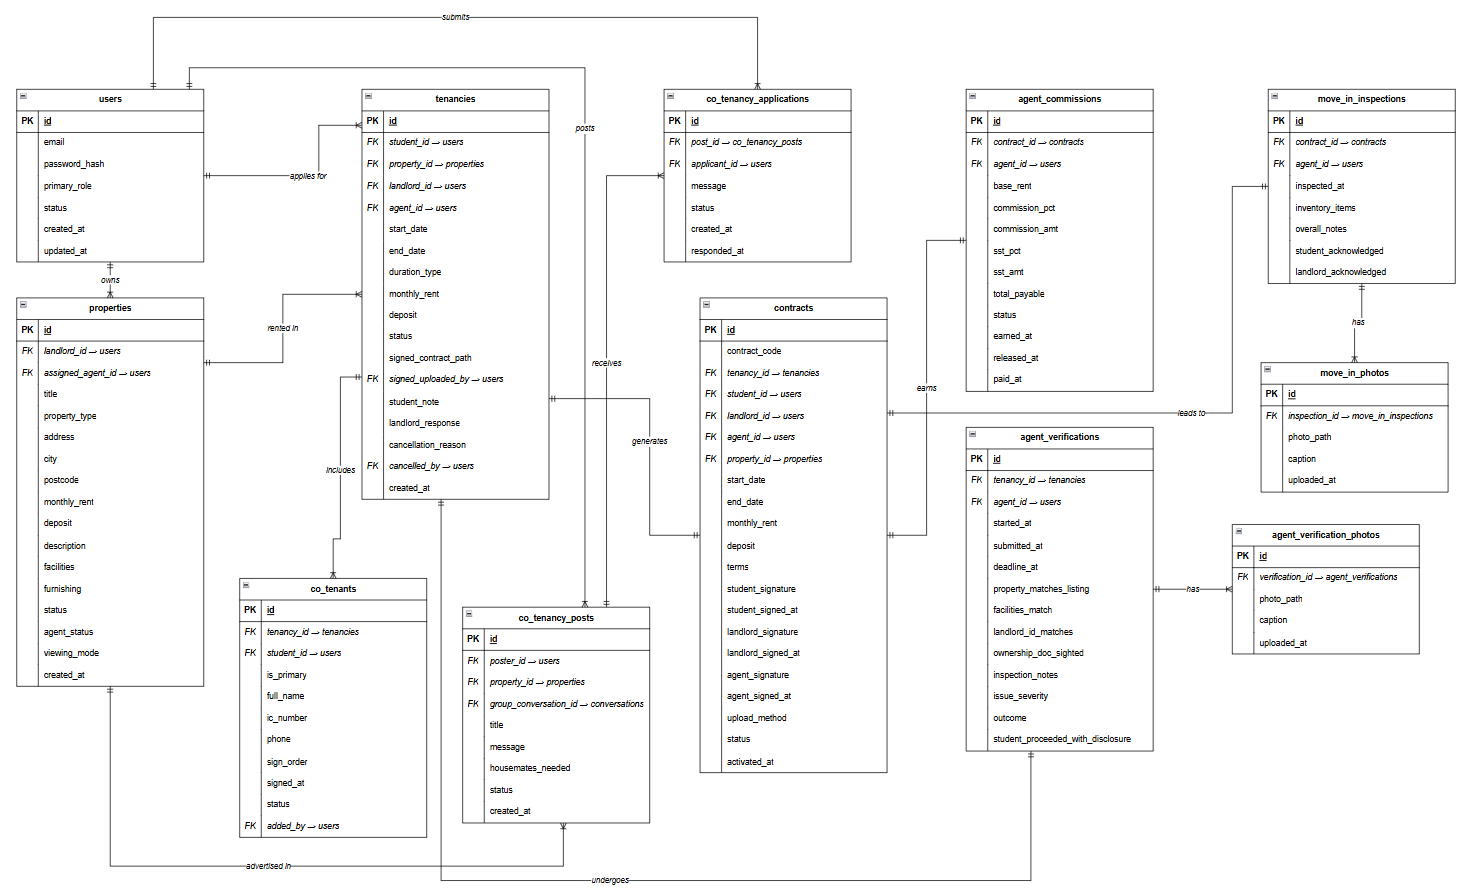 submits
posts
users
PK id
email
password_hash
primary_role
status
created_at
updated_at
applies for
owns
tenancies
PK id
FK student_id → users
FK property_id → properties
FK landlord_id → users
FK agent_id → users
start_date
end_date
duration_type
monthly_rent
deposit
status
signed_contract_path
FK signed_uploaded_by → users
student_note
landlord_response
cancellation_reason
FK cancelled_by → users
created_at
co_tenancy_applications
PK id
FK post_id → co_tenancy_posts
FK applicant_id → users
message
status
created_at
responded_at
agent_commissions
PK id
FK contract_id → contracts
FK agent_id → users
base_rent
commission_pct
commission_amt
sst_pct
sst_amt
total_payable
status
earned_at
released_at
paid_at
move_in_inspections
PK id
FK contract_id → contracts
FK agent_id → users
inspected_at
inventory_items
overall_notes
student_acknowledged
landlord_acknowledged
has
properties
PK id
FK landlord_id → users
FK assigned_agent_id → users
title
property_type
address
city
postcode
monthly_rent
deposit
description
facilities
furnishing
status
agent_status
viewing_mode
created_at
rented in
receives
includes
generates
earns
leads to
contracts
PK id
contract_code
FK tenancy_id → tenancies
FK student_id → users
FK landlord_id → users
FK agent_id → users
FK property_id → properties
start_date
end_date
monthly_rent
deposit
terms
student_signature
student_signed_at
landlord_signature
landlord_signed_at
agent_signature
agent_signed_at
upload_method
status
activated_at
move_in_photos
PK id
FK inspection_id → move_in_inspections
photo_path
caption
uploaded_at
agent_verifications
PK id
FK tenancy_id → tenancies
FK agent_id → users
started_at
submitted_at
deadline_at
property_matches_listing
facilities_match
landlord_id_matches
ownership_doc_sighted
inspection_notes
issue_severity
outcome
student_proceeded_with_disclosure
has
agent_verification_photos
PK id
FK verification_id → agent_verifications
photo_path
caption
uploaded_at
co_tenants
PK id
FK tenancy_id → tenancies
FK student_id → users
is_primary
full_name
ic_number
phone
sign_order
signed_at
status
FK added_by → users
co_tenancy_posts
PK id
FK poster_id → users
FK property_id → properties
FK group_conversation_id → conversations
title
message
housemates_needed
status
created_at
advertised in
undergoes